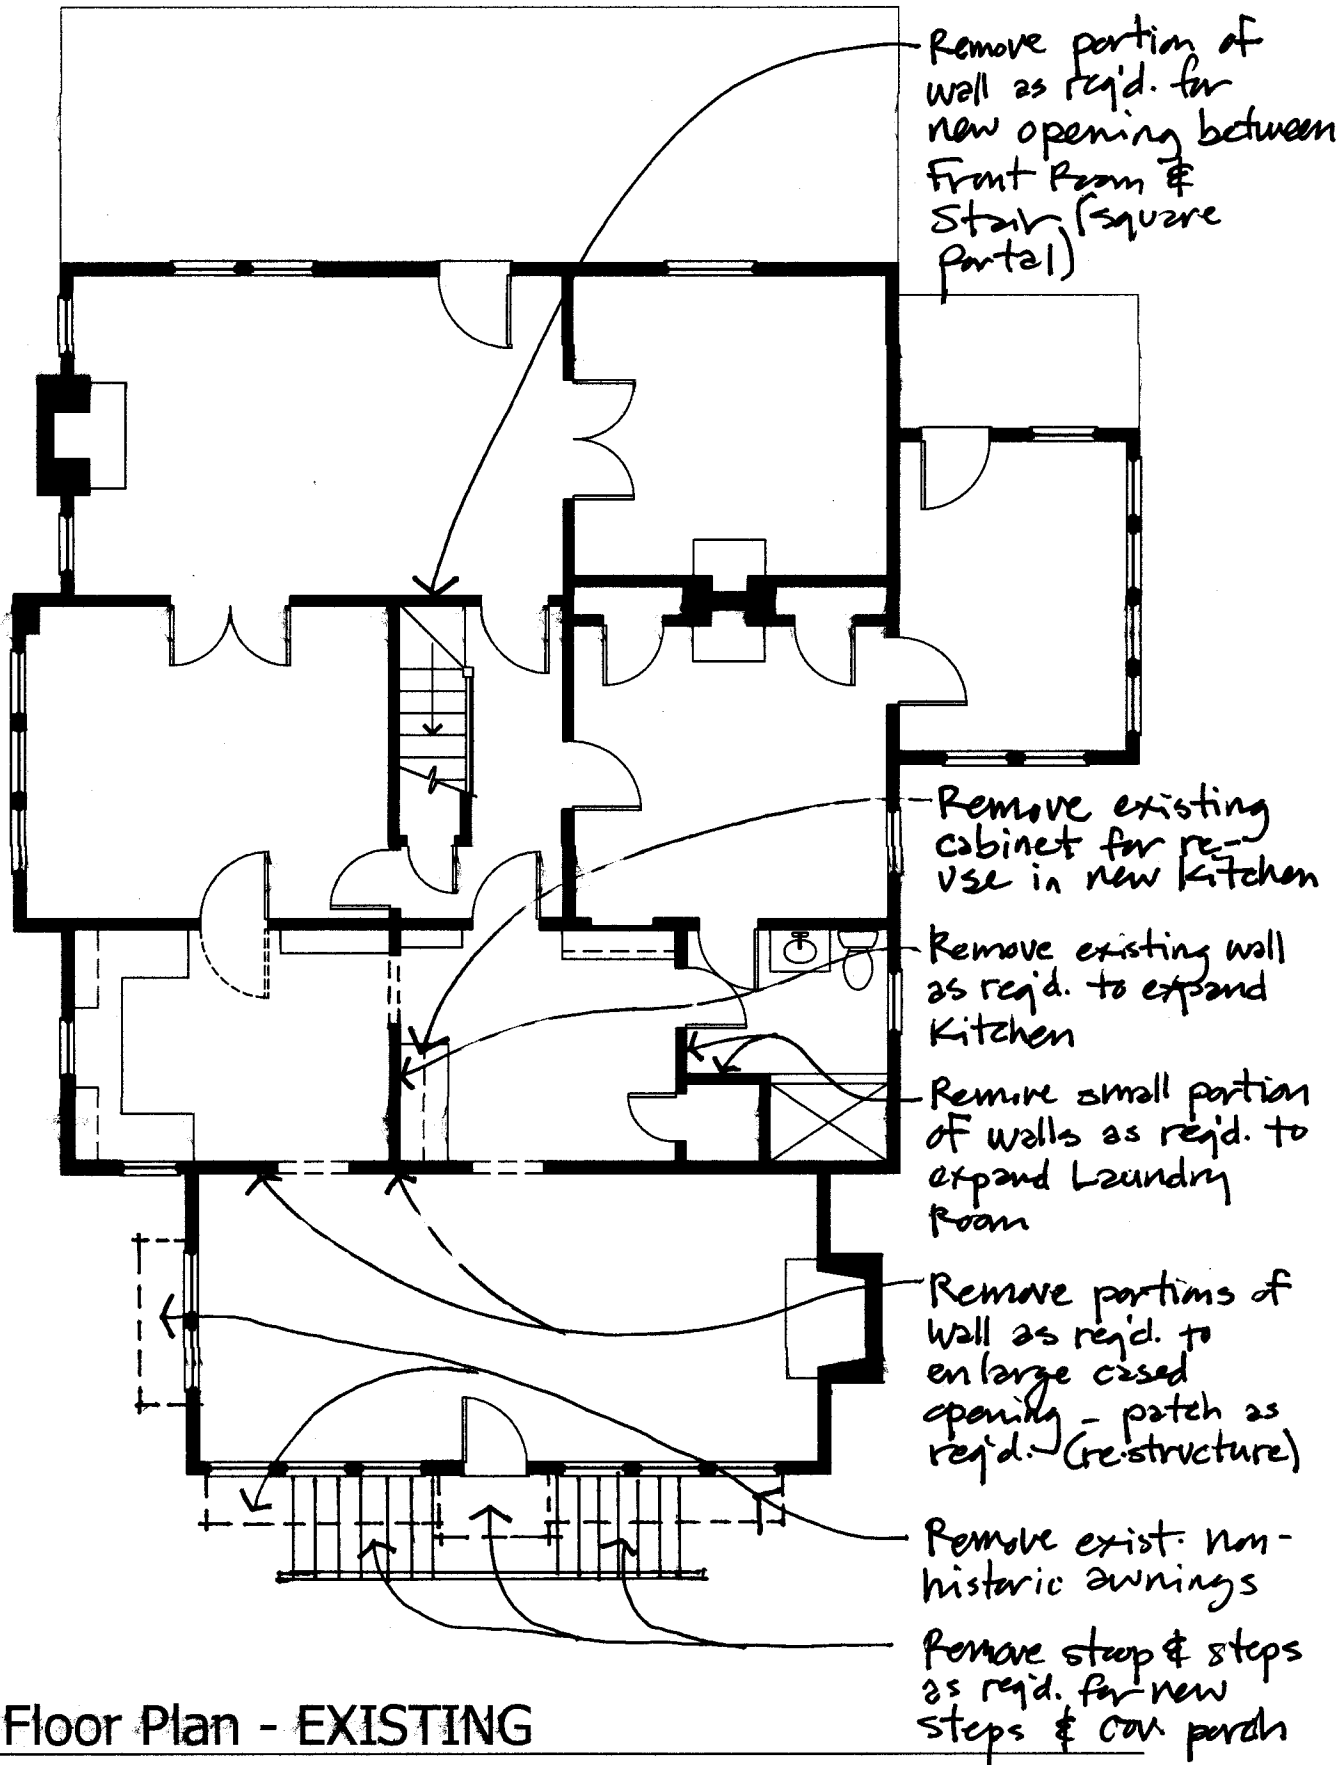 Remove portion of
wall as req'd. for
new opening between
Front Room &
Stair (square
portal)
Remove existing
cabinet for re-
use in new kitchen
Remove existing wall
as req'd. to expand
Kitchen
Remove small portion
of walls as req'd. to
expand Laundry
Room
Remove portions of
wall as req'd. to
enlarge cased
opening - patch as
req'd. (re-structure)
Remove exist. non-
historic awnings
Remove stoop & steps
as req'd. for new
steps & cov. porch
Floor Plan - EXISTING